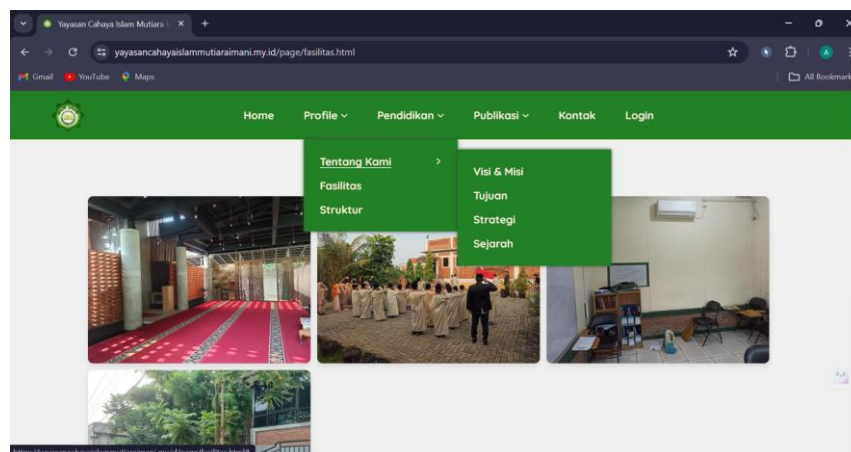 Yayasan Cahaya Islam Mutiara
yayasancahayaislammutiaraimani.my.id/page/fasilitas.html
Gmail YouTube Maps All Bookmark
Home Profile Pendidikan Publikasi Kontak Login
Tentang Kami
Fasilitas
Struktur
Visi & Misi
Tujuan
Strategi
Sejarah